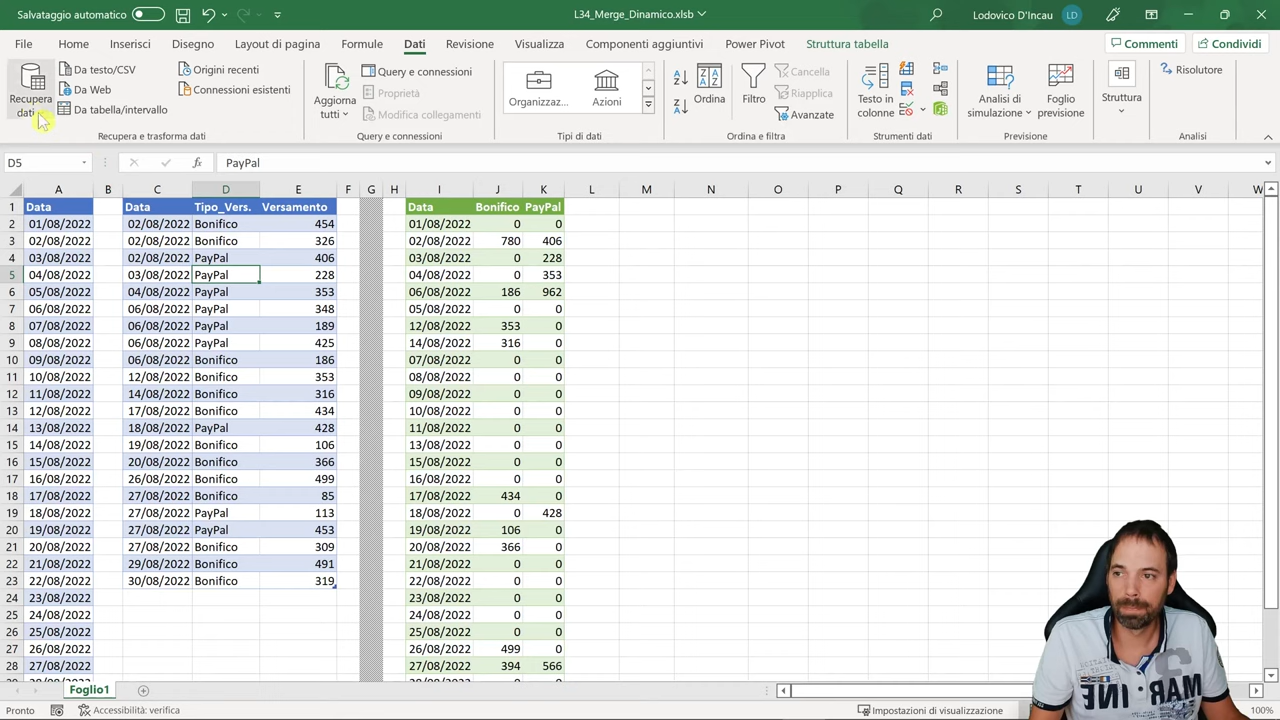 Salvataggio automatico
L34_Merge_Dinamico.xlsb
Lodovico D'Incau LD
File Home Inserisci Disegno Layout di pagina Formule Dati Revisione Visualizza Componenti aggiuntivi Power Pivot Struttura tabella Commenti Condividi
Recupera dati
Da testo/CSV
Da Web
Da tabella/intervallo
Origini recenti
Connessioni esistenti
Recupera e trasforma dati
Aggiorna tutti
Query e connessioni
Proprietà
Modifica collegamenti
Query e connessioni
Organizzaz...
Azioni
Tipi di dati
Ordina
Filtro
Cancella
Riapplica
Avanzate
Ordina e filtra
Testo in colonne
Strumenti dati
Analisi di simulazione
Foglio previsione
Previsione
Struttura
Risolutore
Analisi
D5 fx PayPal
A B C D E F G H I J K L M N O P Q R S T U V W
1 Data Data Tipo_Vers. Versamento Data Bonifico PayPal
2 01/08/2022 02/08/2022 Bonifico 454 01/08/2022 0 0
3 02/08/2022 02/08/2022 Bonifico 326 02/08/2022 780 406
4 03/08/2022 02/08/2022 PayPal 406 03/08/2022 0 228
5 04/08/2022 03/08/2022 PayPal 228 04/08/2022 0 353
6 05/08/2022 04/08/2022 PayPal 353 06/08/2022 186 962
7 06/08/2022 06/08/2022 PayPal 348 05/08/2022 0 0
8 07/08/2022 06/08/2022 PayPal 189 12/08/2022 353 0
9 08/08/2022 06/08/2022 PayPal 425 14/08/2022 316 0
10 09/08/2022 06/08/2022 Bonifico 186 07/08/2022 0 0
11 10/08/2022 12/08/2022 Bonifico 353 08/08/2022 0 0
12 11/08/2022 14/08/2022 Bonifico 316 09/08/2022 0 0
13 12/08/2022 17/08/2022 Bonifico 434 10/08/2022 0 0
14 13/08/2022 18/08/2022 PayPal 428 11/08/2022 0 0
15 14/08/2022 19/08/2022 Bonifico 106 13/08/2022 0 0
16 15/08/2022 20/08/2022 Bonifico 366 15/08/2022 0 0
17 16/08/2022 26/08/2022 Bonifico 499 16/08/2022 0 0
18 17/08/2022 27/08/2022 Bonifico 85 17/08/2022 434 0
19 18/08/2022 27/08/2022 PayPal 113 18/08/2022 0 428
20 19/08/2022 27/08/2022 PayPal 453 19/08/2022 106 0
21 20/08/2022 27/08/2022 Bonifico 309 20/08/2022 366 0
22 21/08/2022 29/08/2022 Bonifico 491 21/08/2022 0 0
23 22/08/2022 30/08/2022 Bonifico 319 22/08/2022 0 0
24 23/08/2022 23/08/2022 0 0
25 24/08/2022 24/08/2022 0 0
26 25/08/2022 25/08/2022 0 0
27 26/08/2022 26/08/2022 499 0
28 27/08/2022 27/08/2022 394 566
Foglio1
Pronto Accessibilità: verifica Impostazioni di visualizzazione 100%